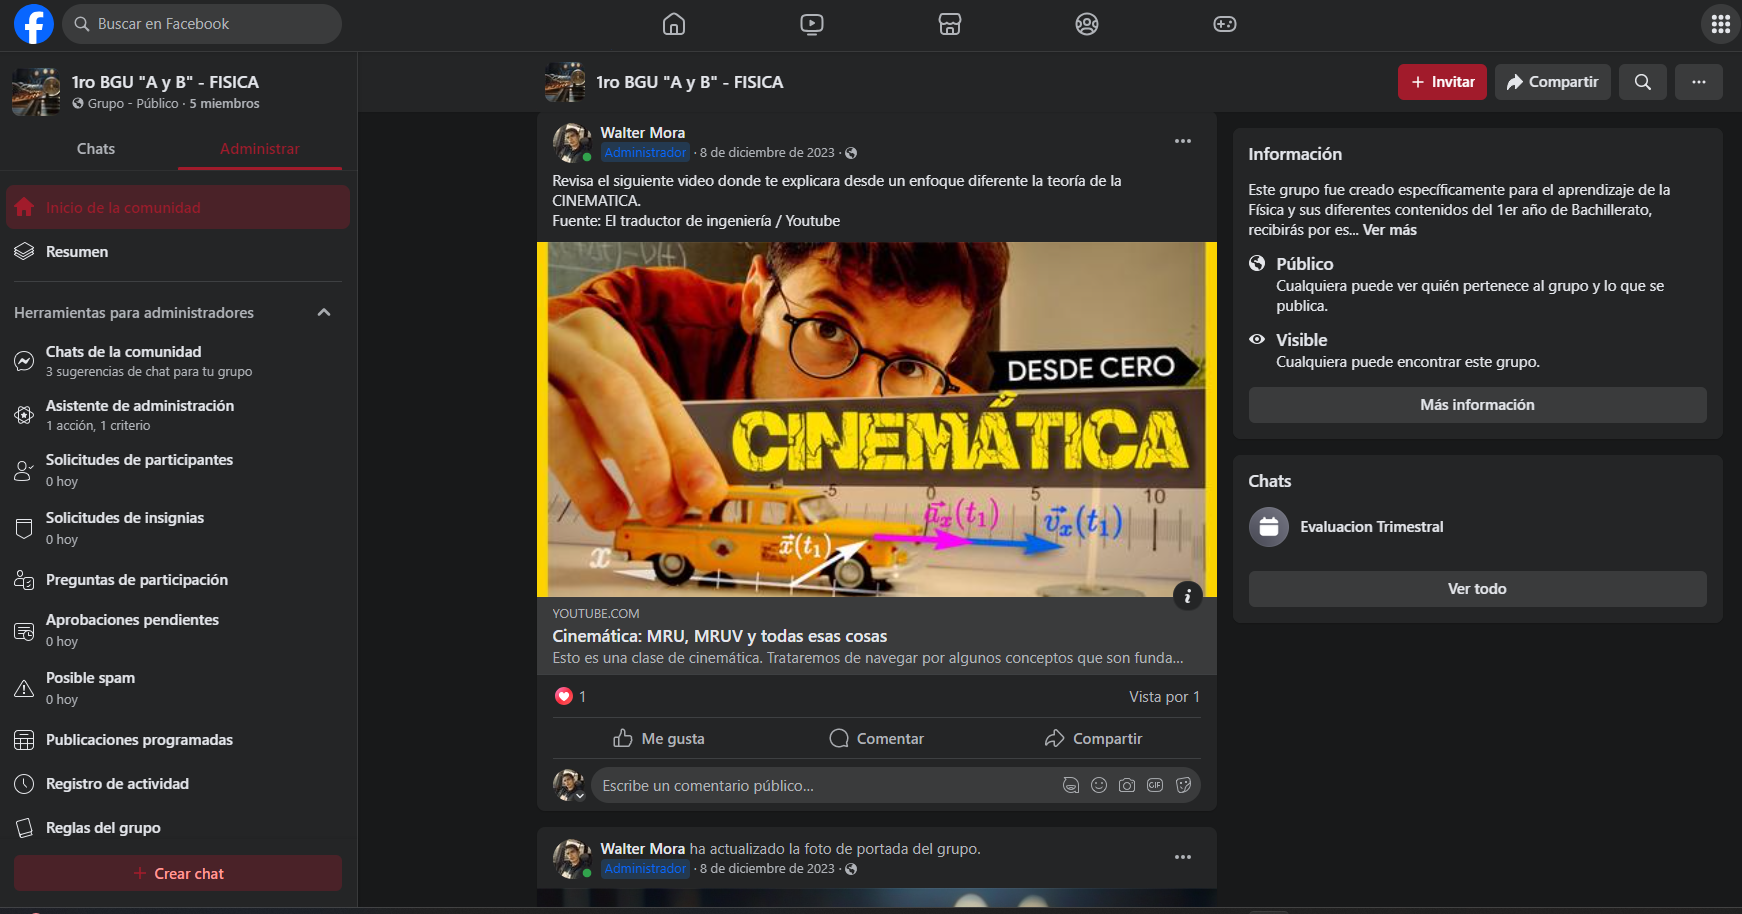 Buscar en Facebook
1ro BGU "A y B" - FISICA
Grupo - Público · 5 miembros
Chats
Administrar
Inicio de la comunidad
Resumen
Herramientas para administradores
Chats de la comunidad
3 sugerencias de chat para tu grupo
Asistente de administración
1 acción, 1 criterio
Solicitudes de participantes
0 hoy
Solicitudes de insignias
0 hoy
Preguntas de participación
Aprobaciones pendientes
0 hoy
Posible spam
0 hoy
Publicaciones programadas
Registro de actividad
Reglas del grupo
+ Crear chat
1ro BGU "A y B" - FISICA
+ Invitar
Compartir
Walter Mora
Administrador · 8 de diciembre de 2023 ·
Revisa el siguiente video donde te explicara desde un enfoque diferente la teoría de la
CINEMATICA.
Fuente: El traductor de ingeniería / Youtube
DESDE CERO
CINEMÁTICA
-5 0 5 10
a⃗x(t1) v⃗x(t1)
x x⃗(t1)
YOUTUBE.COM
Cinemática: MRU, MRUV y todas esas cosas
Esto es una clase de cinemática. Trataremos de navegar por algunos conceptos que son funda...
1
Vista por 1
Me gusta
Comentar
Compartir
Escribe un comentario público...
GIF
Walter Mora ha actualizado la foto de portada del grupo.
Administrador · 8 de diciembre de 2023 ·
Información
Este grupo fue creado específicamente para el aprendizaje de la
Física y sus diferentes contenidos del 1er año de Bachillerato,
recibirás por es... Ver más
Público
Cualquiera puede ver quién pertenece al grupo y lo que se
publica.
Visible
Cualquiera puede encontrar este grupo.
Más información
Chats
Evaluacion Trimestral
Ver todo